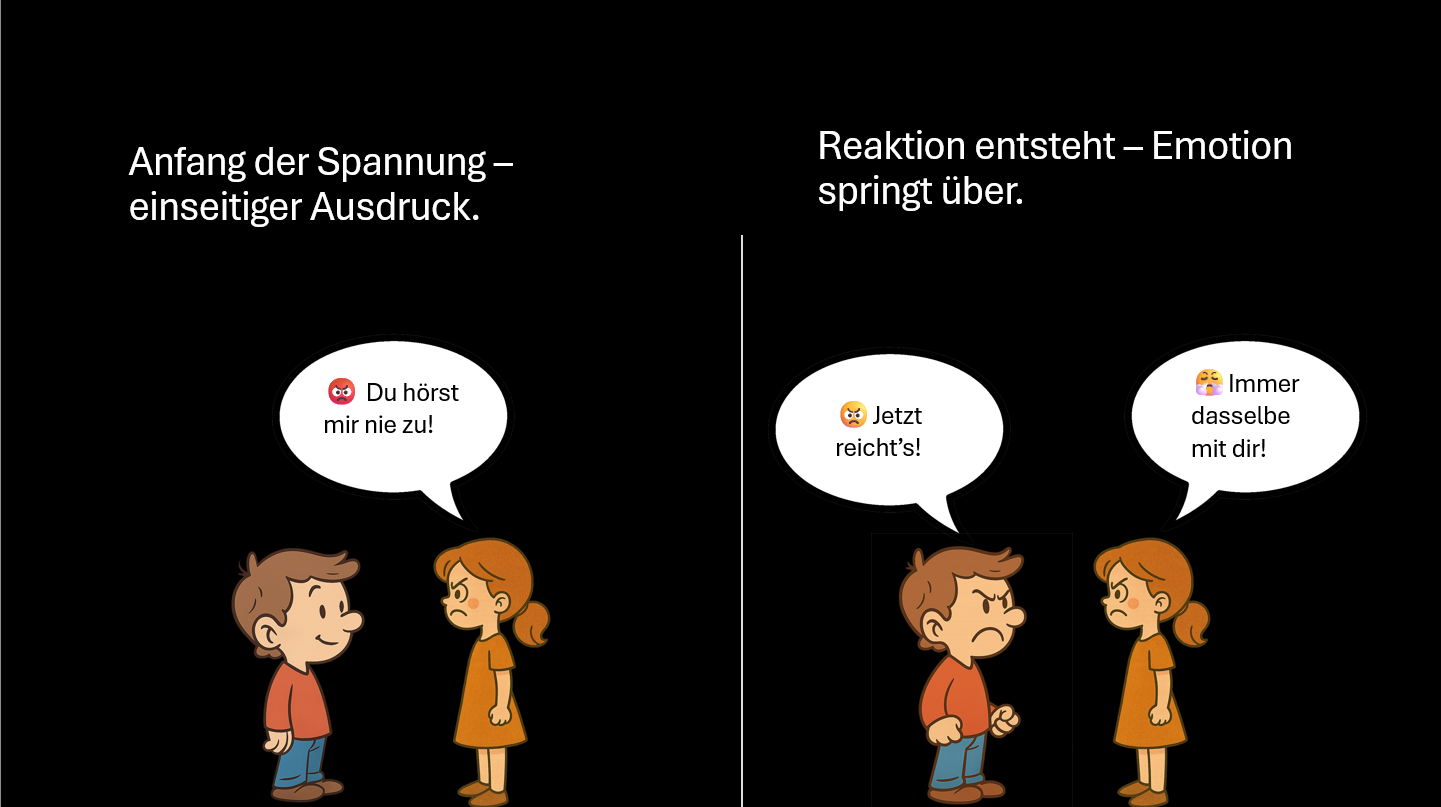 Anfang der Spannung –
einseitiger Ausdruck.
😡 Du hörst
mir nie zu!
Reaktion entsteht – Emotion
springt über.
😠 Jetzt
reicht’s!
😤 Immer
dasselbe
mit dir!